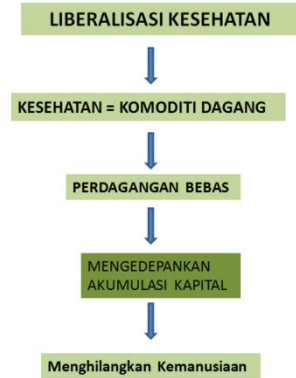 LIBERALISASI KESEHATAN
KESEHATAN = KOMODITI DAGANG
PERDAGANGAN BEBAS
MENGEDEPANKAN
AKUMULASI KAPITAL
Menghilangkan Kemanusiaan